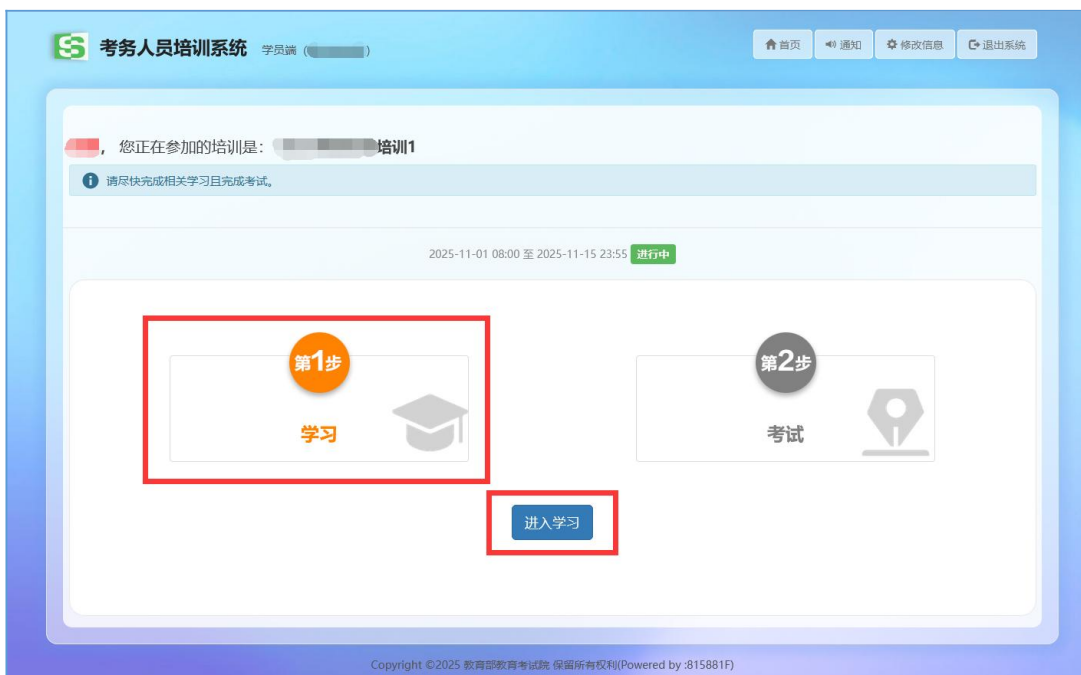 考务人员培训系统 学员端 ( ) 首页 通知 修改信息 退出系统
，您正在参加的培训是： 培训1
请尽快完成相关学习且完成考试。
2025-11-01 08:00 至 2025-11-15 23:55 进行中
第1步
学习
第2步
考试
进入学习
Copyright ©2025 教育部教育考试院 保留所有权利(Powered by :815881F)